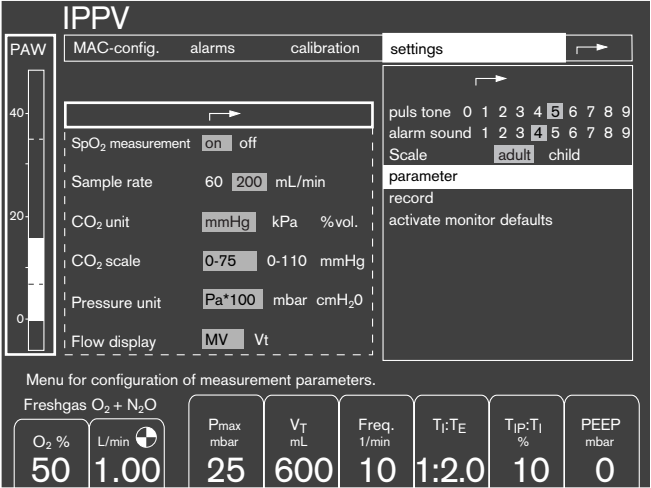 IPPV
PAW
MAC-config. alarms calibration settings
40
20
0
SpO₂ measurement on off
Sample rate 60 200 mL/min
CO₂ unit mmHg kPa %vol.
CO₂ scale 0-75 0-110 mmHg
Pressure unit Pa*100 mbar cmH₂0
Flow display MV Vt
puls tone 0 1 2 3 4 5 6 7 8 9
alarm sound 1 2 3 4 5 6 7 8 9
Scale adult child
parameter
record
activate monitor defaults
Menu for configuration of measurement parameters.
Freshgas O₂ + N₂O
O₂ %
50
L/min
1.00
Pmax
mbar
25
VT
mL
600
Freq.
1/min
10
TI:TE
1:2.0
TIP:TI
%
10
PEEP
mbar
0